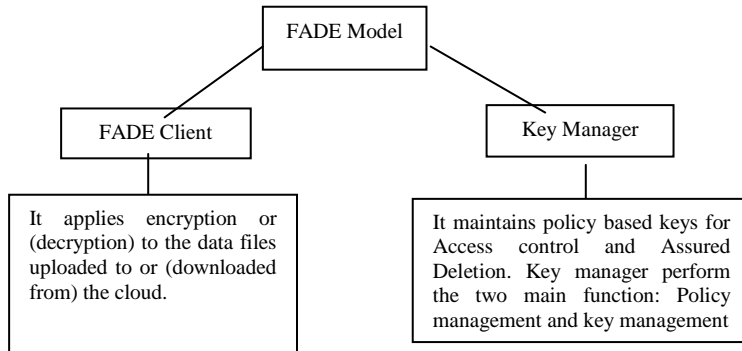 FADE Model
FADE Client
Key Manager
It applies encryption or
(decryption) to the data files
uploaded to or (downloaded
from) the cloud.
It maintains policy based keys for
Access control and Assured
Deletion. Key manager perform
the two main function: Policy
management and key management